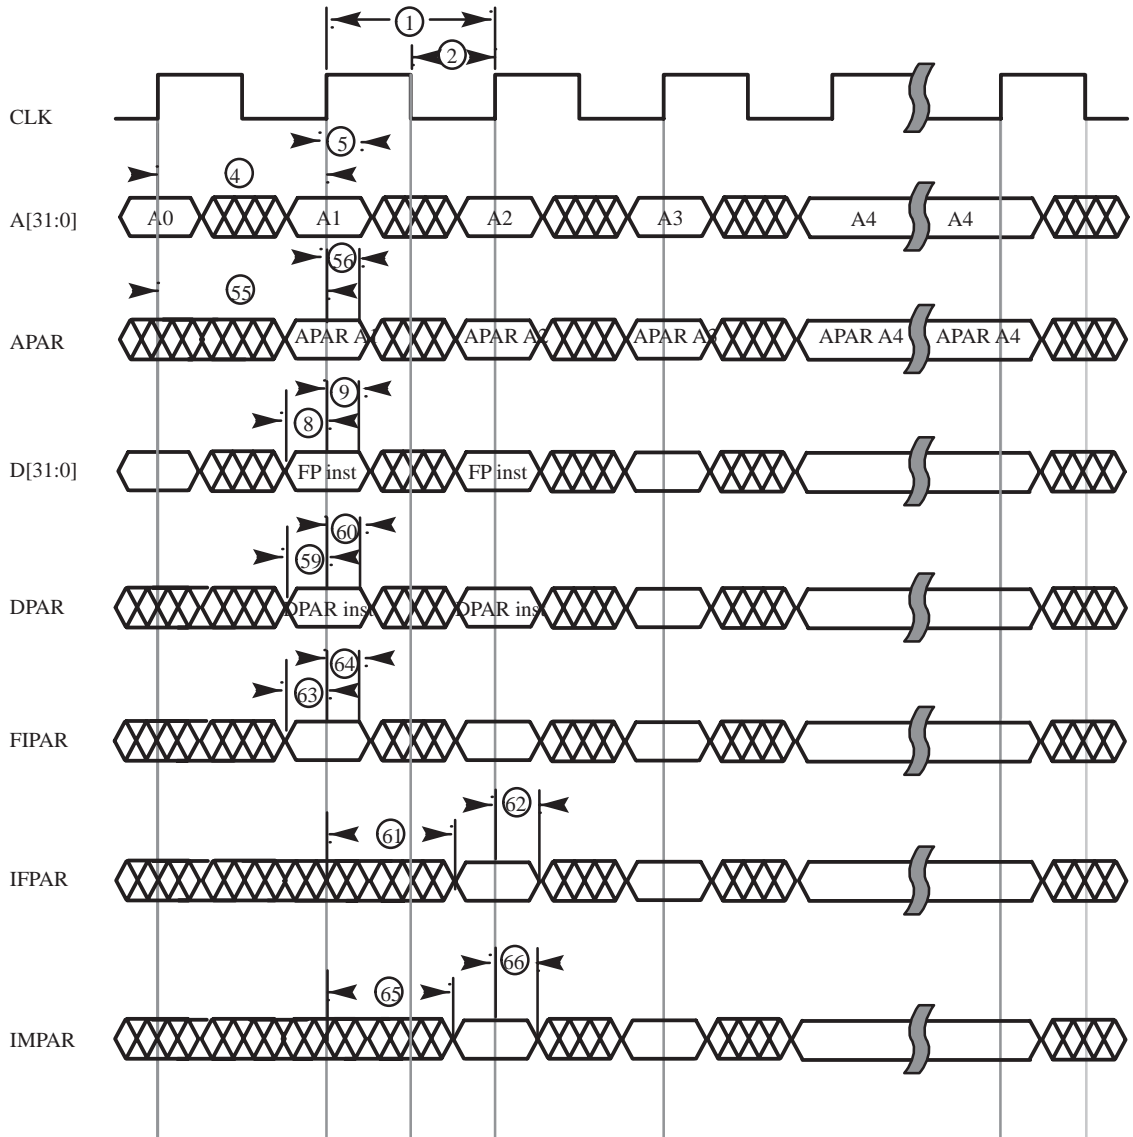 1
2
CLK
5
4
A[31:0] A0 A1 A2 A3 A4 A4
56
55
APAR APAR A1 APAR A2 APAR A3 APAR A4 APAR A4
9
8
D[31:0] FP inst FP inst
60
59
DPAR DPAR inst DPAR inst
64
63
FIPAR
62
61
IFPAR
66
65
IMPAR